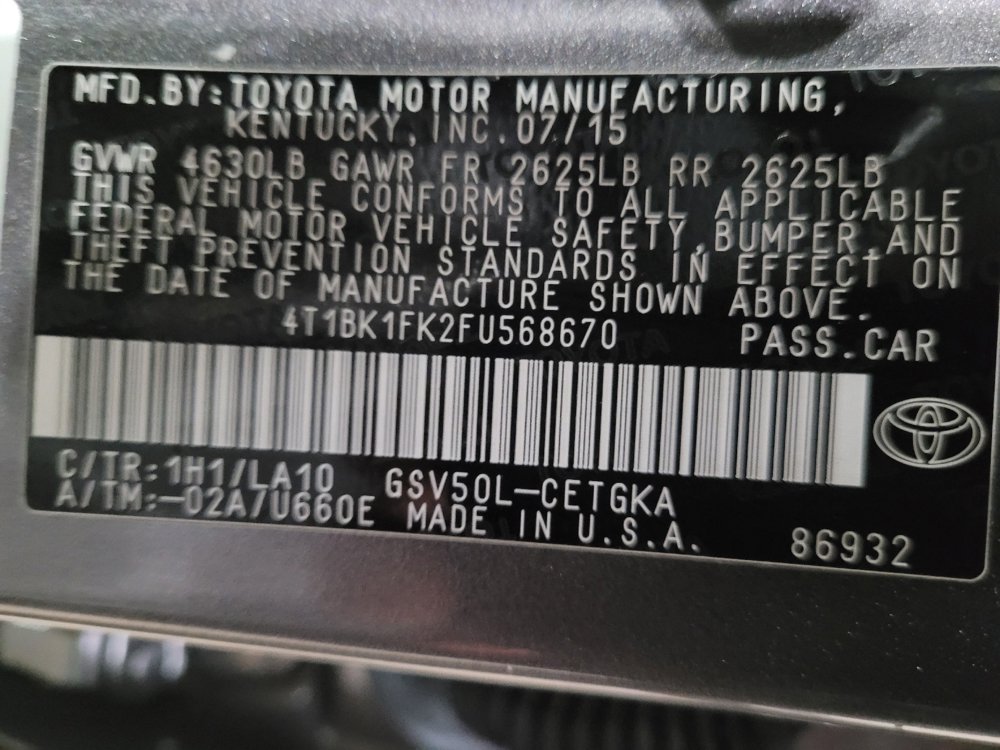 MFD.BY:TOYOTA MOTOR MANUFACTURING,
KENTUCKY,INC.07/15
GVWR 4630LB GAWR FR 2625LB RR 2625LB
THIS VEHICLE CONFORMS TO ALL APPLICABLE
FEDERAL MOTOR VEHICLE SAFETY,BUMPER,AND
THEFT PREVENTION STANDARDS IN EFFECT ON
THE DATE OF MANUFACTURE SHOWN ABOVE.
4T1BK1FK2FU568670 PASS.CAR
C/TR:1H1/LA10 GSV50L-CETGKA
A/TM:-02A/U660E MADE IN U.S.A. 86932